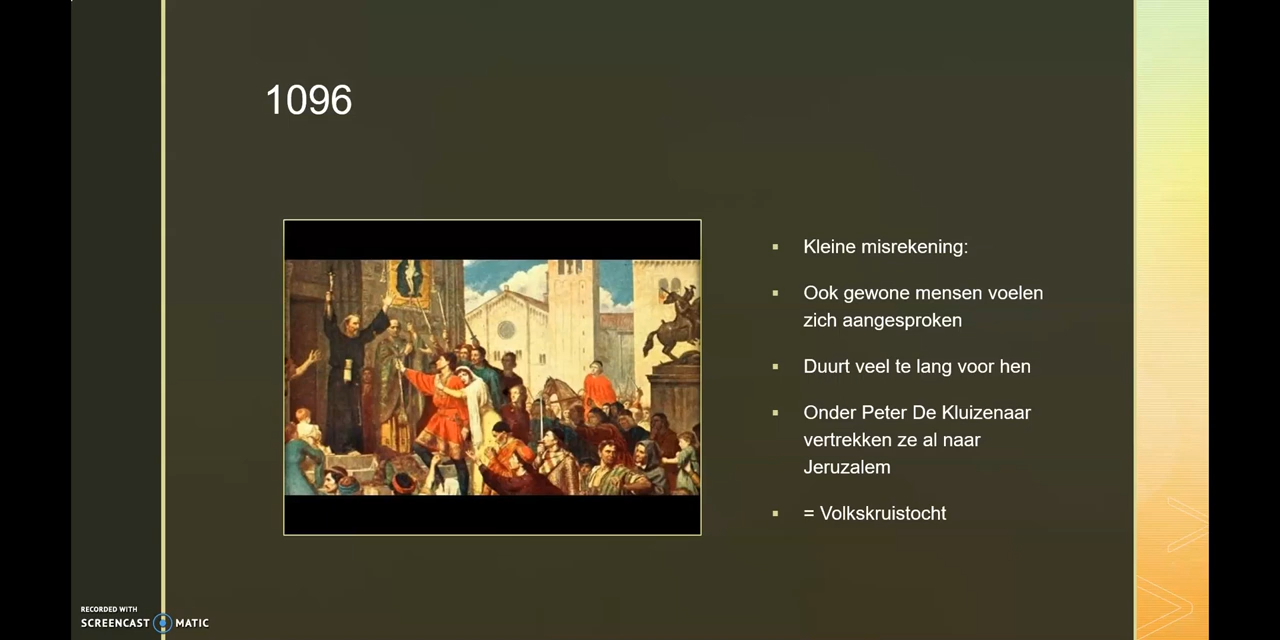 1096
Kleine misrekening:
Ook gewone mensen voelen
zich aangesproken
Duurt veel te lang voor hen
Onder Peter De Kluizenaar
vertrekken ze al naar
Jeruzalem
= Volkskruistocht
RECORDED WITH
SCREENCAST MATIC